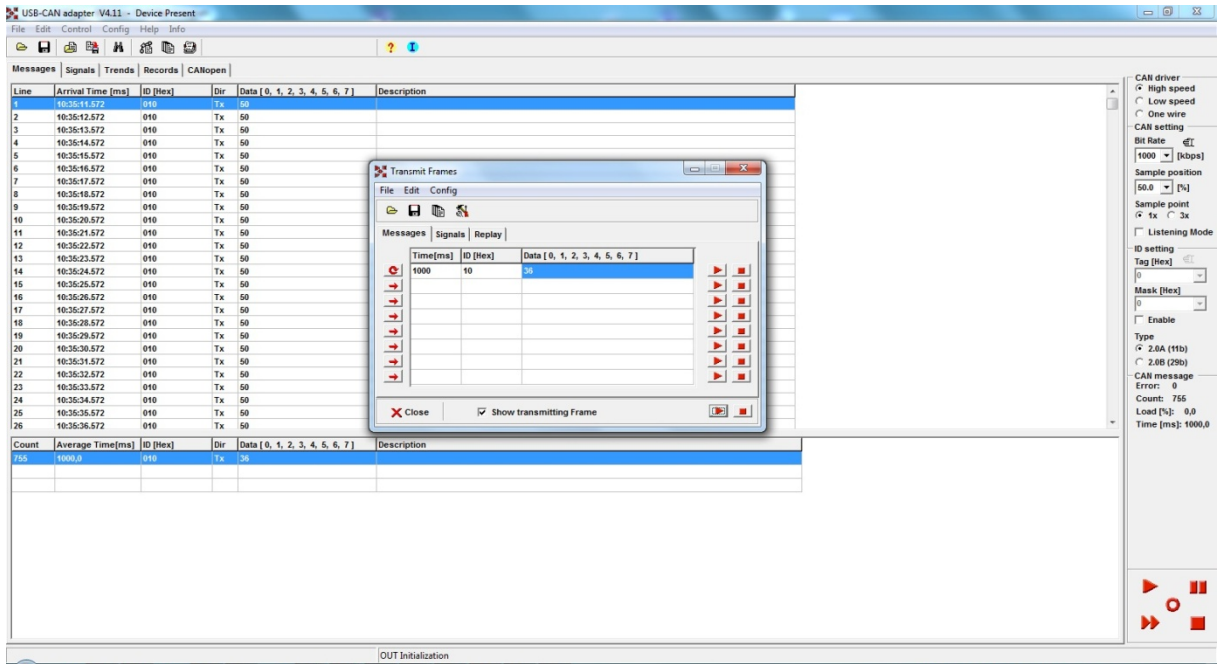 USB-CAN adapter V4.11 - Device Present
File Edit Control Config Help Info
Messages Signals Trends Records CANopen
Line Arrival Time [ms] ID [Hex] Dir Data [ 0, 1, 2, 3, 4, 5, 6, 7 ] Description
1 10:35:11.572 010 Tx 50
2 10:35:12.572 010 Tx 50
3 10:35:13.572 010 Tx 50
4 10:35:14.572 010 Tx 50
5 10:35:15.572 010 Tx 50
6 10:35:16.572 010 Tx 50
7 10:35:17.572 010 Tx 50
8 10:35:18.572 010 Tx 50
9 10:35:19.572 010 Tx 50
10 10:35:20.572 010 Tx 50
11 10:35:21.572 010 Tx 50
12 10:35:22.572 010 Tx 50
13 10:35:23.572 010 Tx 50
14 10:35:24.572 010 Tx 50
15 10:35:25.572 010 Tx 50
16 10:35:26.572 010 Tx 50
17 10:35:27.572 010 Tx 50
18 10:35:28.572 010 Tx 50
19 10:35:29.572 010 Tx 50
20 10:35:30.572 010 Tx 50
21 10:35:31.572 010 Tx 50
22 10:35:32.572 010 Tx 50
23 10:35:33.572 010 Tx 50
24 10:35:34.572 010 Tx 50
25 10:35:35.572 010 Tx 50
26 10:35:36.572 010 Tx 50
Count Average Time[ms] ID [Hex] Dir Data [ 0, 1, 2, 3, 4, 5, 6, 7 ] Description
755 1000,0 010 Tx 36
Transmit Frames
File Edit Config
Messages Signals Replay
Time[ms] ID [Hex] Data [ 0, 1, 2, 3, 4, 5, 6, 7 ]
1000 10 36
Close Show transmitting Frame
CAN driver
High speed
Low speed
One wire
CAN setting
Bit Rate
1000 [kbps]
Sample position
50.0 [%]
Sample point
1x 3x
Listening Mode
ID setting
Tag [Hex]
0
Mask [Hex]
0
Enable
Type
2.0A (11b)
2.0B (29b)
CAN message
Error: 0
Count: 755
Load [%]: 0,0
Time [ms]: 1000,0
OUT Initialization